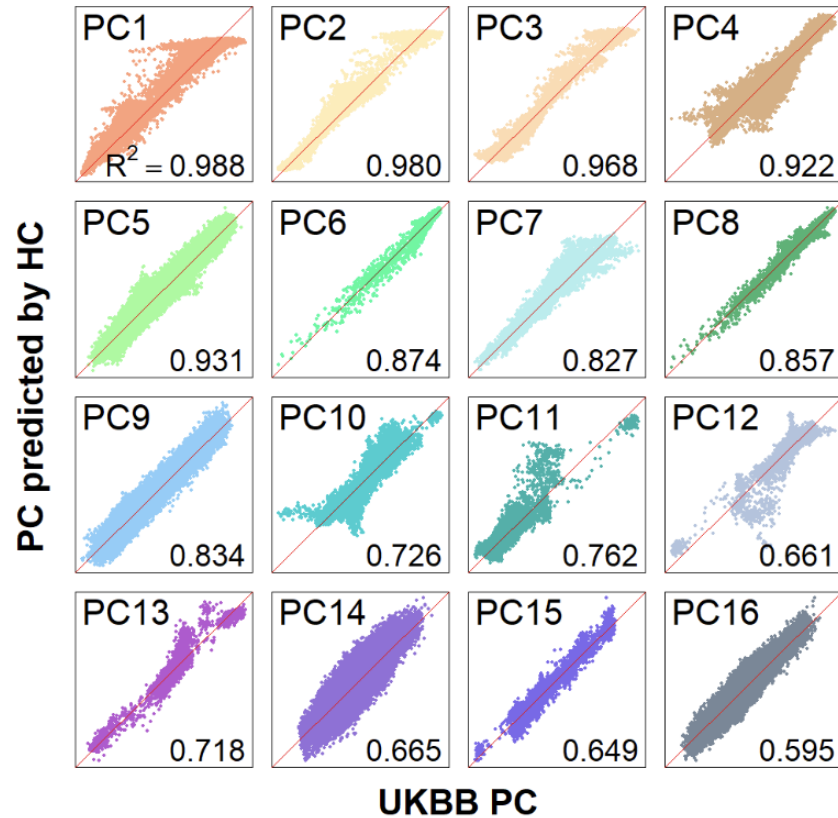 PC1
R² = 0.988
PC2
0.980
PC3
0.968
PC4
0.922
PC5
0.931
PC6
0.874
PC7
0.827
PC8
0.857
PC9
0.834
PC10
0.726
PC11
0.762
PC12
0.661
PC13
0.718
PC14
0.665
PC15
0.649
PC16
0.595
PC predicted by HC
UKBB PC